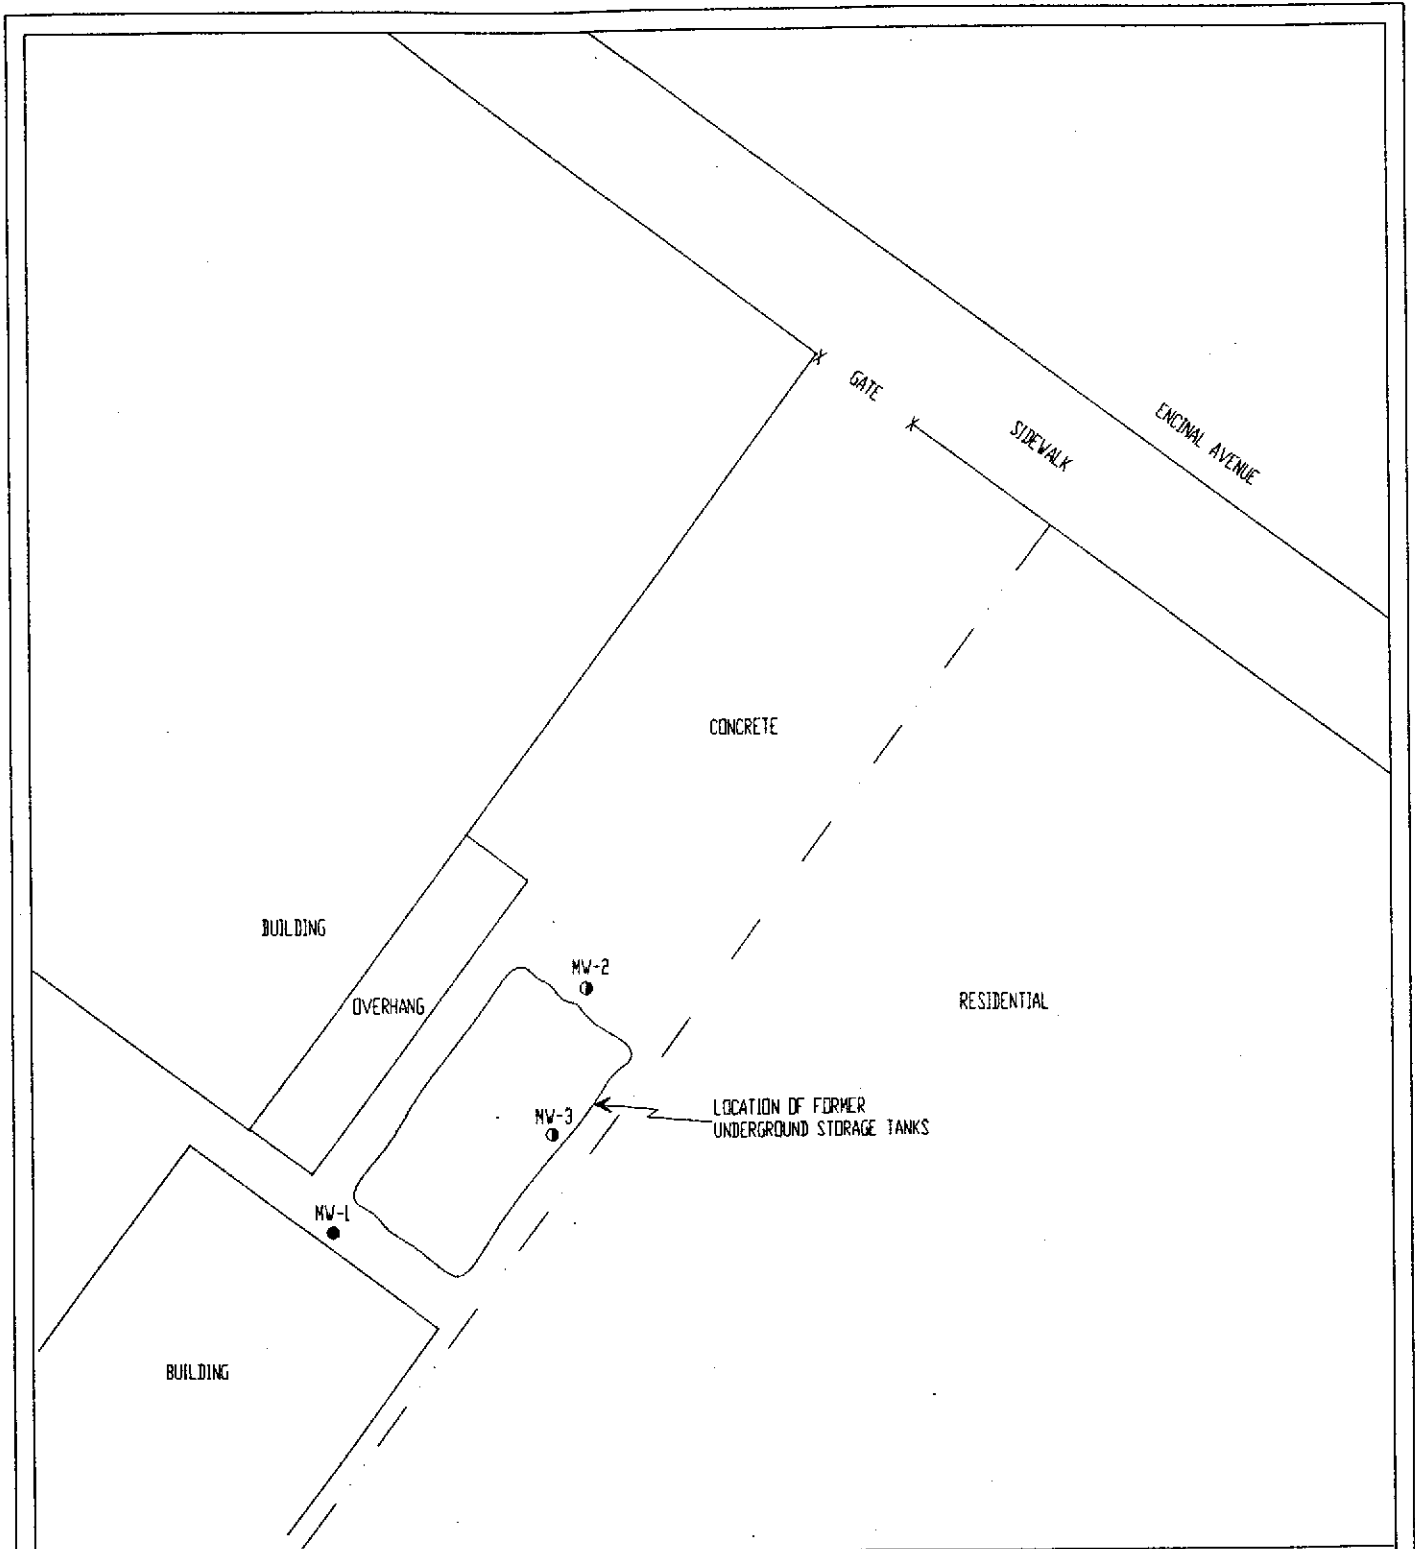 GATE
SIDEWALK
ENCINAL AVENUE
CONCRETE
BUILDING
OVERHANG
MW-2
RESIDENTIAL
MW-3
LOCATION OF FORMER
UNDERGROUND STORAGE TANKS
MW-1
BUILDING